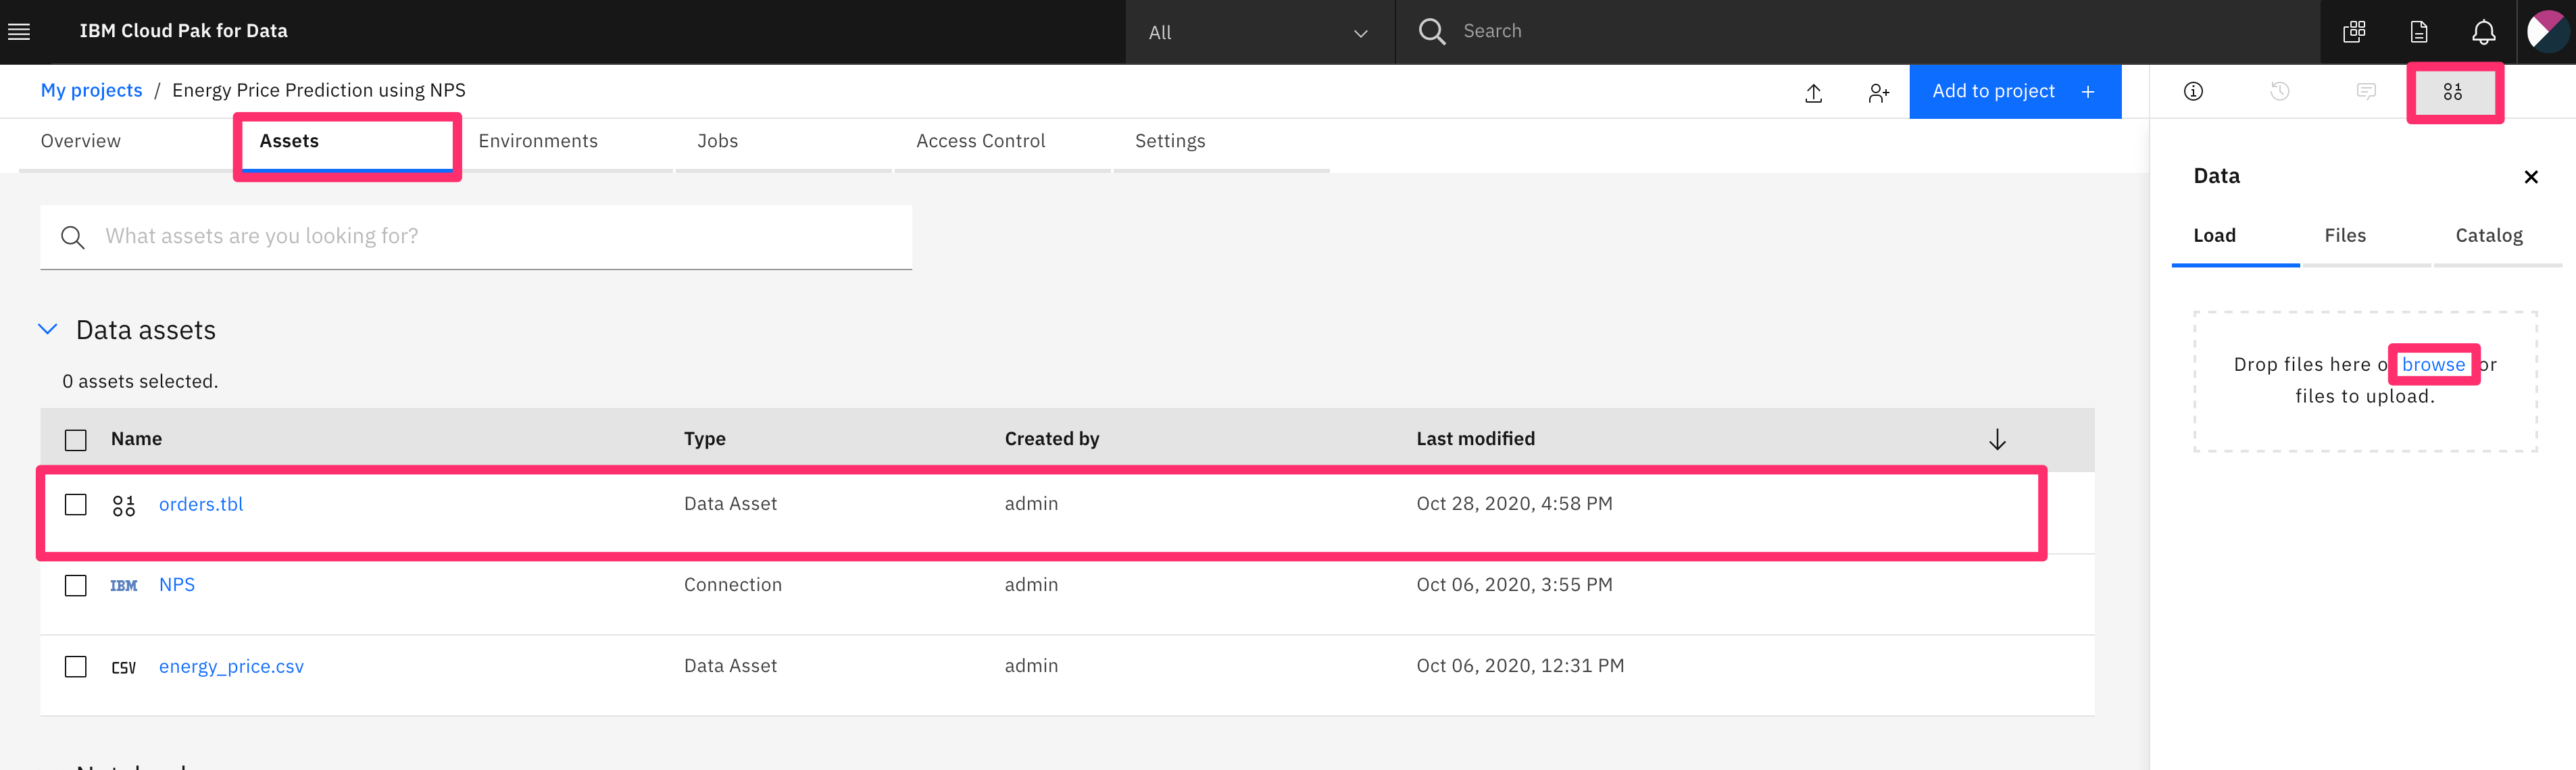 IBM Cloud Pak for Data
All
Search
My projects / Energy Price Prediction using NPS
Add to project +
Overview
Assets
Environments
Jobs
Access Control
Settings
What assets are you looking for?
Data assets
0 assets selected.
Name Type Created by Last modified
orders.tbl Data Asset admin Oct 28, 2020, 4:58 PM
IBM NPS Connection admin Oct 06, 2020, 3:55 PM
CSV energy_price.csv Data Asset admin Oct 06, 2020, 12:31 PM
Data
Load Files Catalog
Drop files here o browse or
files to upload.